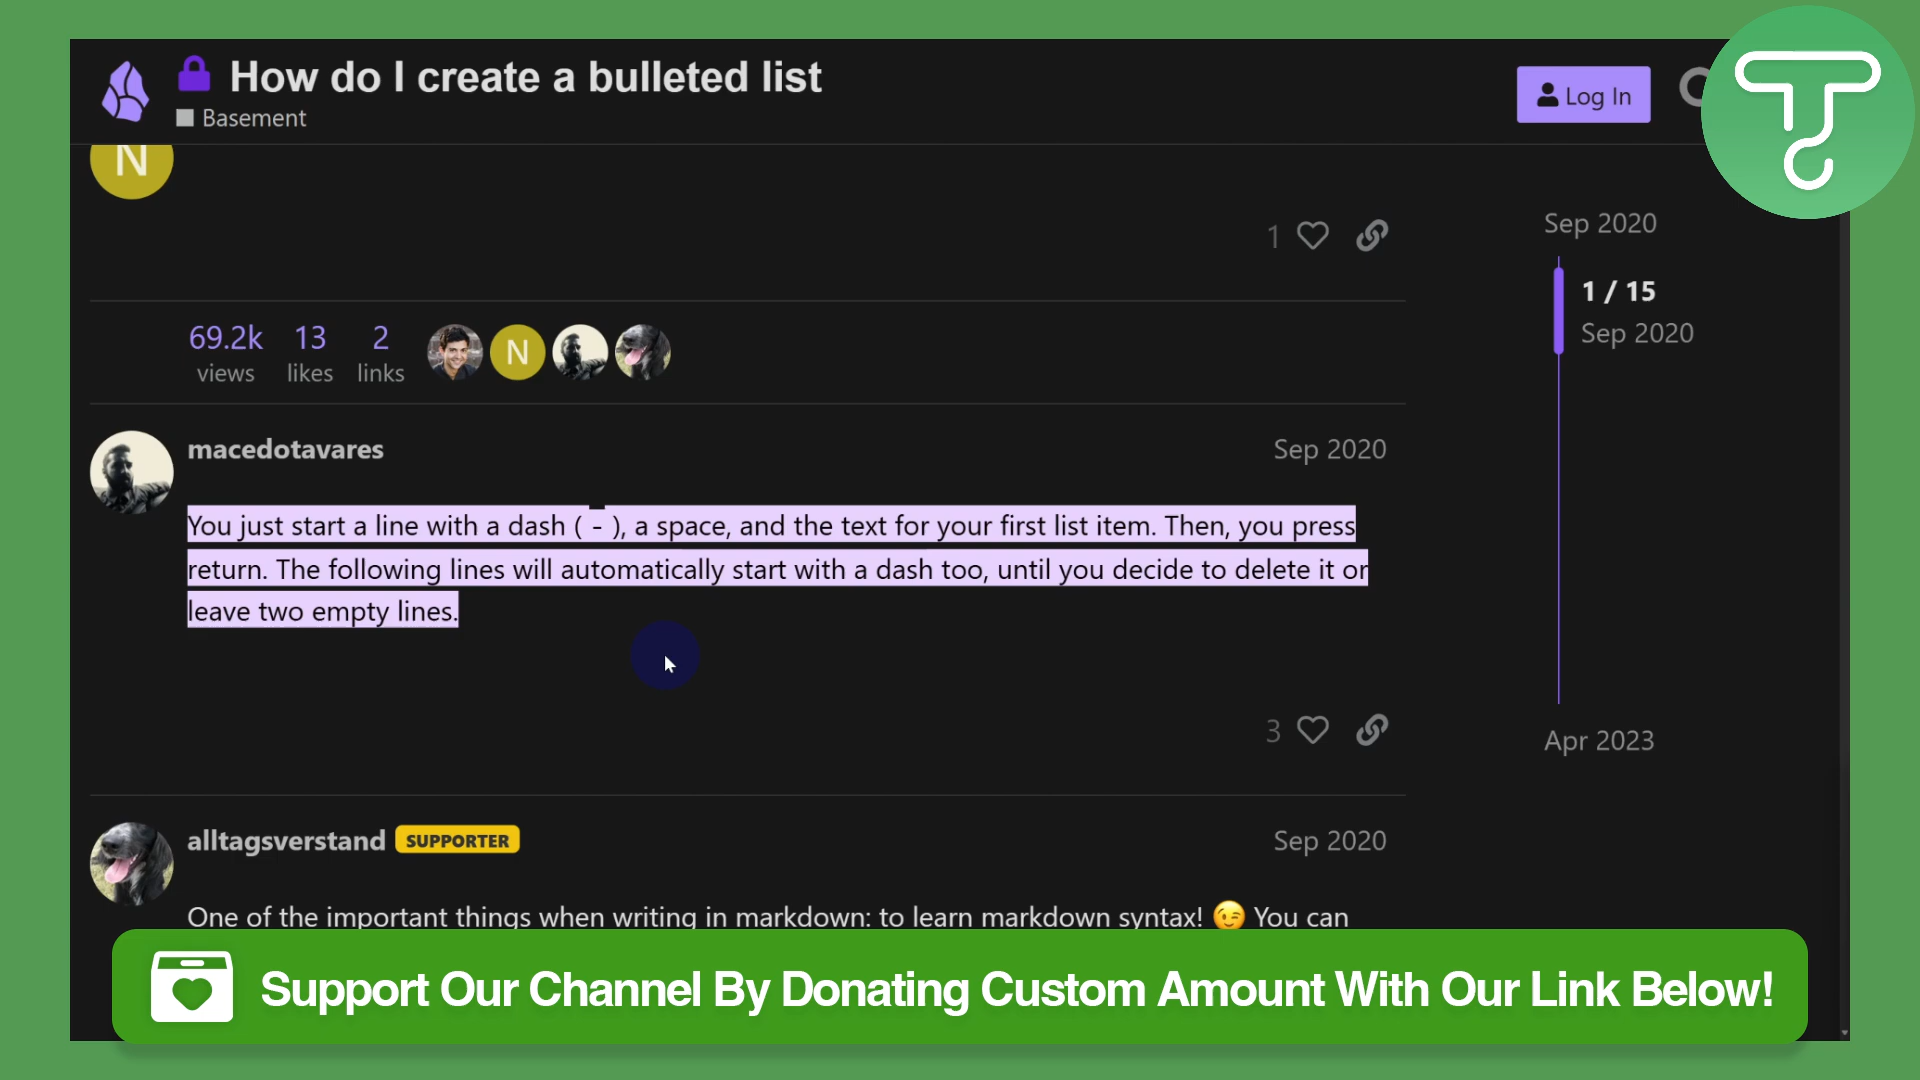 How do I create a bulleted list
Basement
Log In
N
1
Sep 2020
1 / 15
Sep 2020
69.2k 13 2
views likes links
N
macedotavares
Sep 2020
You just start a line with a dash ( - ), a space, and the text for your first list item. Then, you press
return. The following lines will automatically start with a dash too, until you decide to delete it or
leave two empty lines.
3
Apr 2023
alltagsverstand SUPPORTER
Sep 2020
One of the important things when writing in markdown: to learn markdown syntax! 😉 You can
Support Our Channel By Donating Custom Amount With Our Link Below!